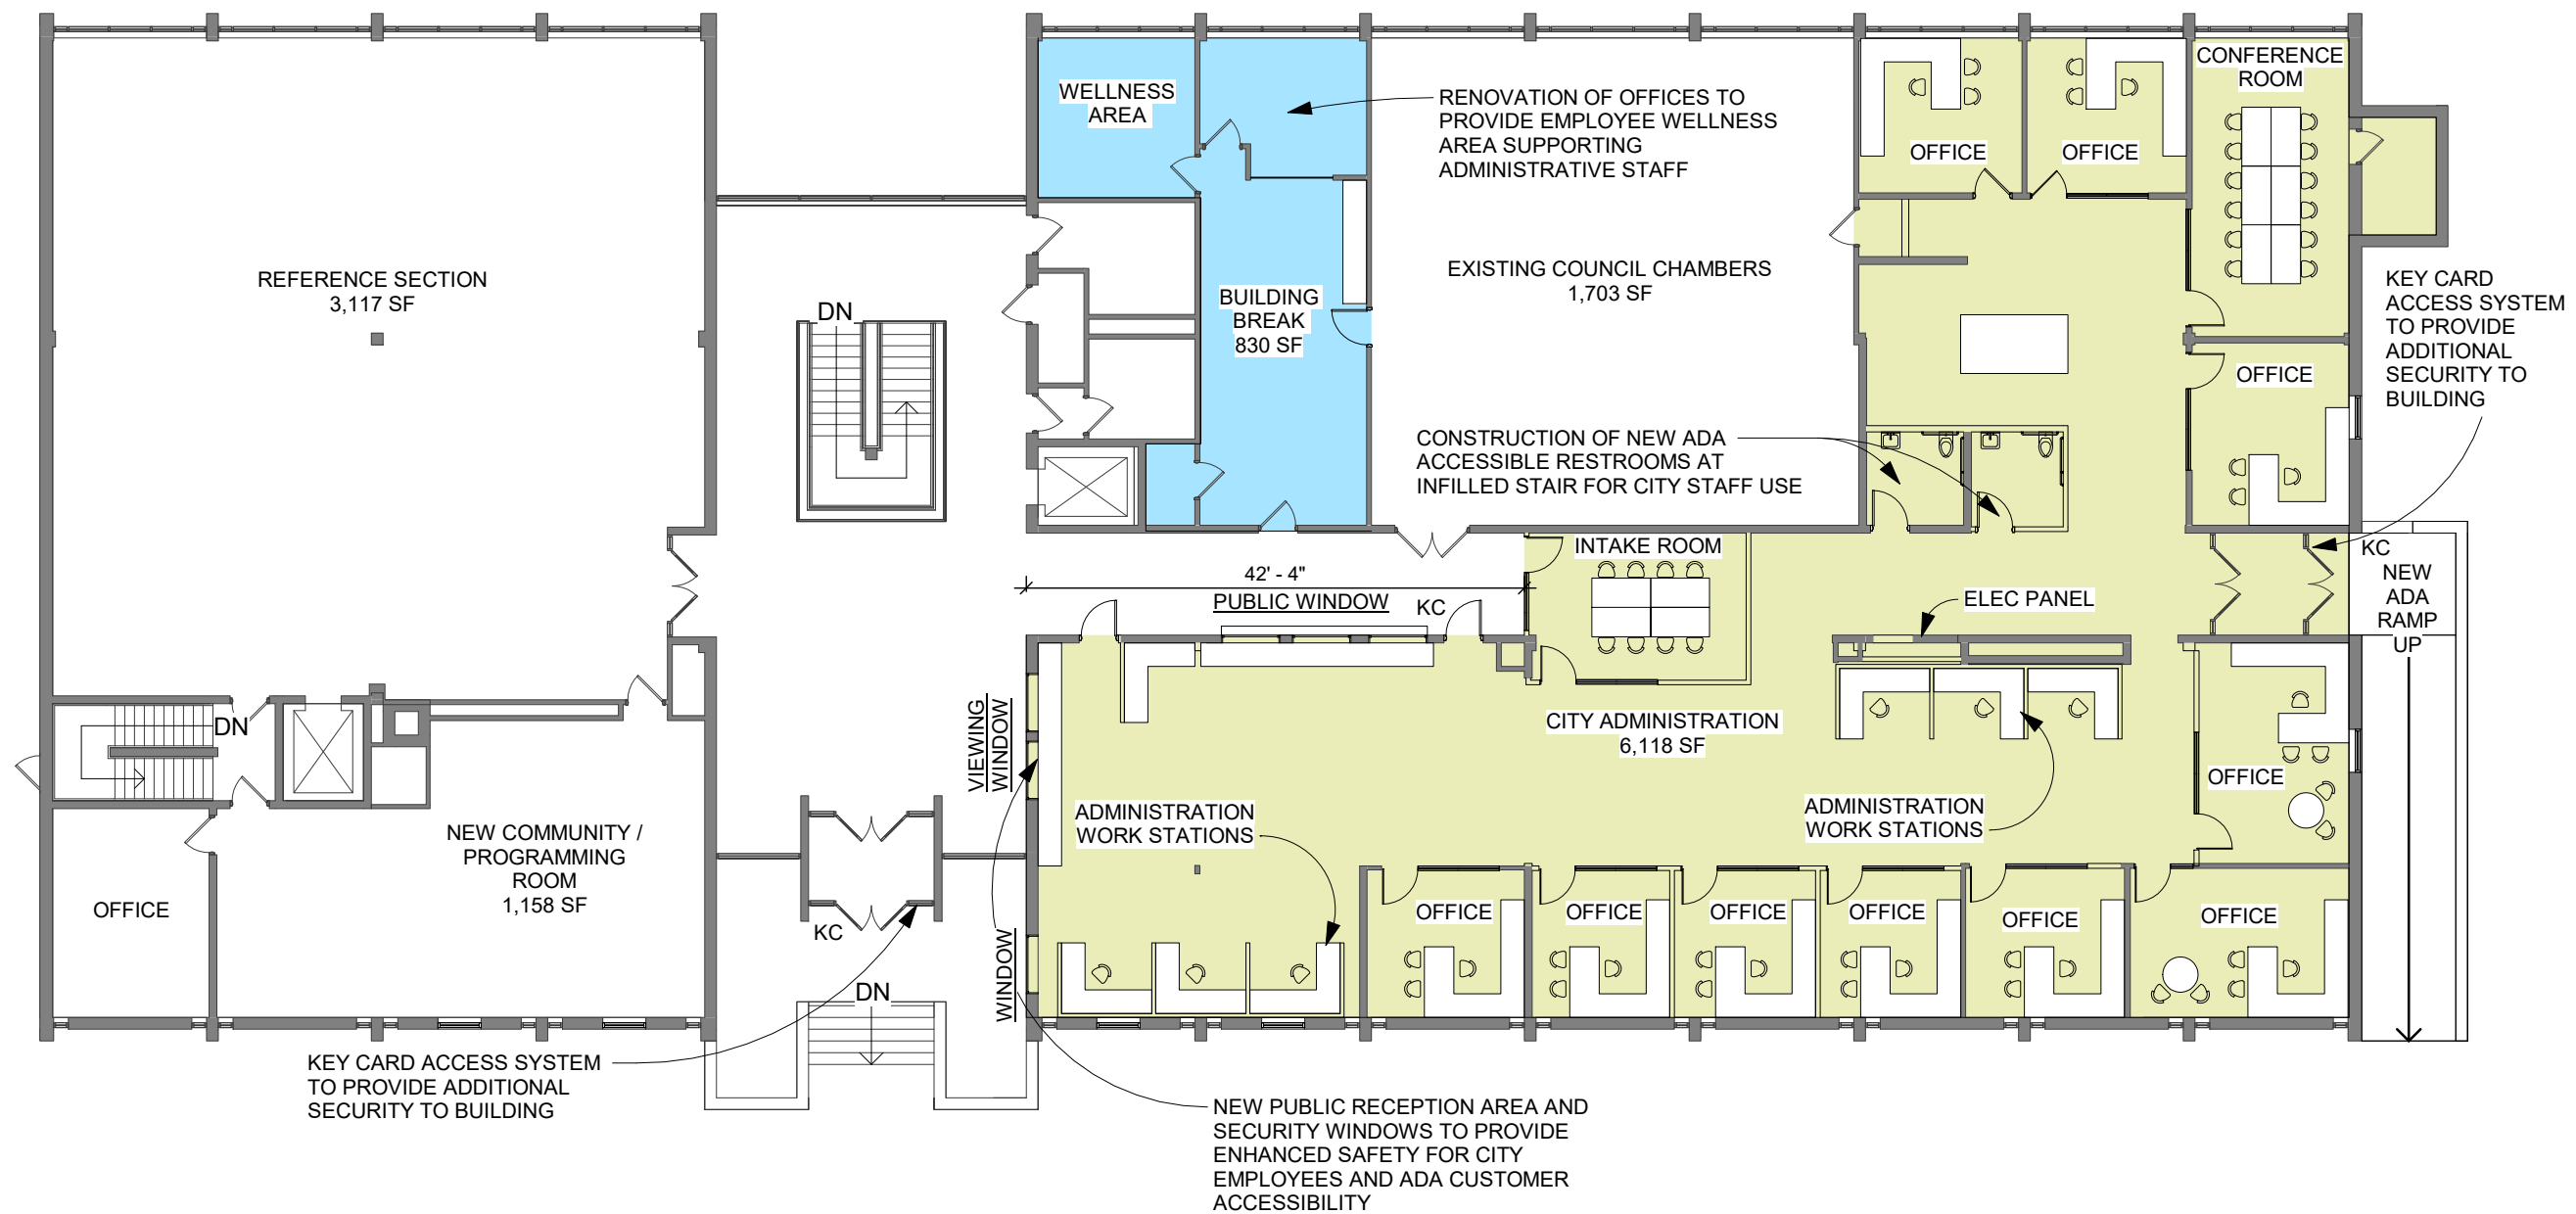 CONFERENCE
ROOM
WELLNESS
AREA
RENOVATION OF OFFICES TO
PROVIDE EMPLOYEE WELLNESS
AREA SUPPORTING
ADMINISTRATIVE STAFF
OFFICE
OFFICE
REFERENCE SECTION
3,117 SF
DN
BUILDING
BREAK
830 SF
EXISTING COUNCIL CHAMBERS
1,703 SF
KEY CARD
ACCESS SYSTEM
TO PROVIDE
ADDITIONAL
SECURITY TO
BUILDING
OFFICE
CONSTRUCTION OF NEW ADA
ACCESSIBLE RESTROOMS AT
INFILLED STAIR FOR CITY STAFF USE
INTAKE ROOM
42' - 4"
PUBLIC WINDOW
KC
ELEC PANEL
KC
NEW
ADA
RAMP
UP
DN
VIEWING
WINDOW
CITY ADMINISTRATION
6,118 SF
OFFICE
ADMINISTRATION
WORK STATIONS
ADMINISTRATION
WORK STATIONS
NEW COMMUNITY /
PROGRAMMING
ROOM
1,158 SF
OFFICE
KC
WINDOW
OFFICE
OFFICE
OFFICE
OFFICE
OFFICE
OFFICE
DN
KEY CARD ACCESS SYSTEM
TO PROVIDE ADDITIONAL
SECURITY TO BUILDING
NEW PUBLIC RECEPTION AREA AND
SECURITY WINDOWS TO PROVIDE
ENHANCED SAFETY FOR CITY
EMPLOYEES AND ADA CUSTOMER
ACCESSIBILITY